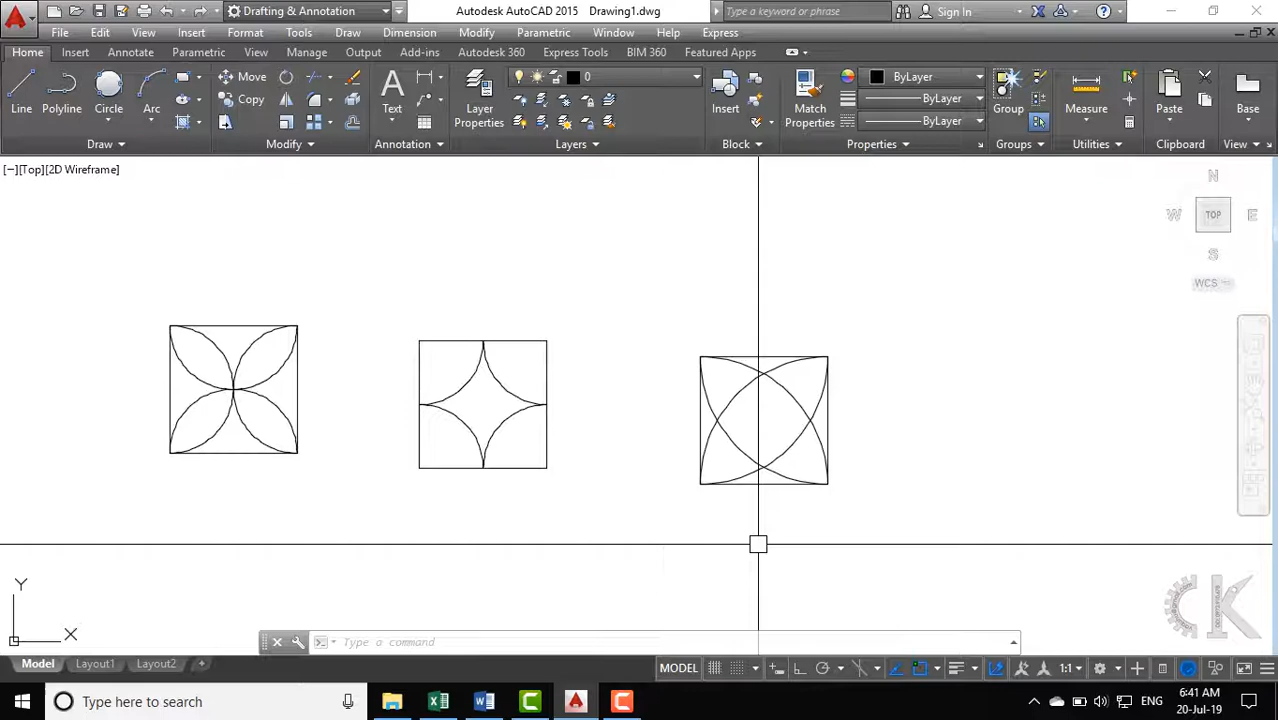 Drafting & Annotation
Autodesk AutoCAD 2015 Drawing1.dwg
Type a keyword or phrase
Sign In
File Edit View Insert Format Tools Draw Dimension Modify Parametric Window Help Express
Home Insert Annotate Parametric View Manage Output Add-ins Autodesk 360 Express Tools BIM 360 Featured Apps
Line Polyline Circle Arc
Move
Copy
Text
Layer Properties
0
Insert
Match Properties
ByLayer
ByLayer
ByLayer
Group
Measure
Paste
Base
Draw Modify Annotation Layers Block Properties Groups Utilities Clipboard View
[−][Top][2D Wireframe]
N
W TOP E
S
WCS
Y
X
Type a command
Model Layout1 Layout2 +
MODEL
1:1
Type here to search
ENG
6:41 AM
20-Jul-19